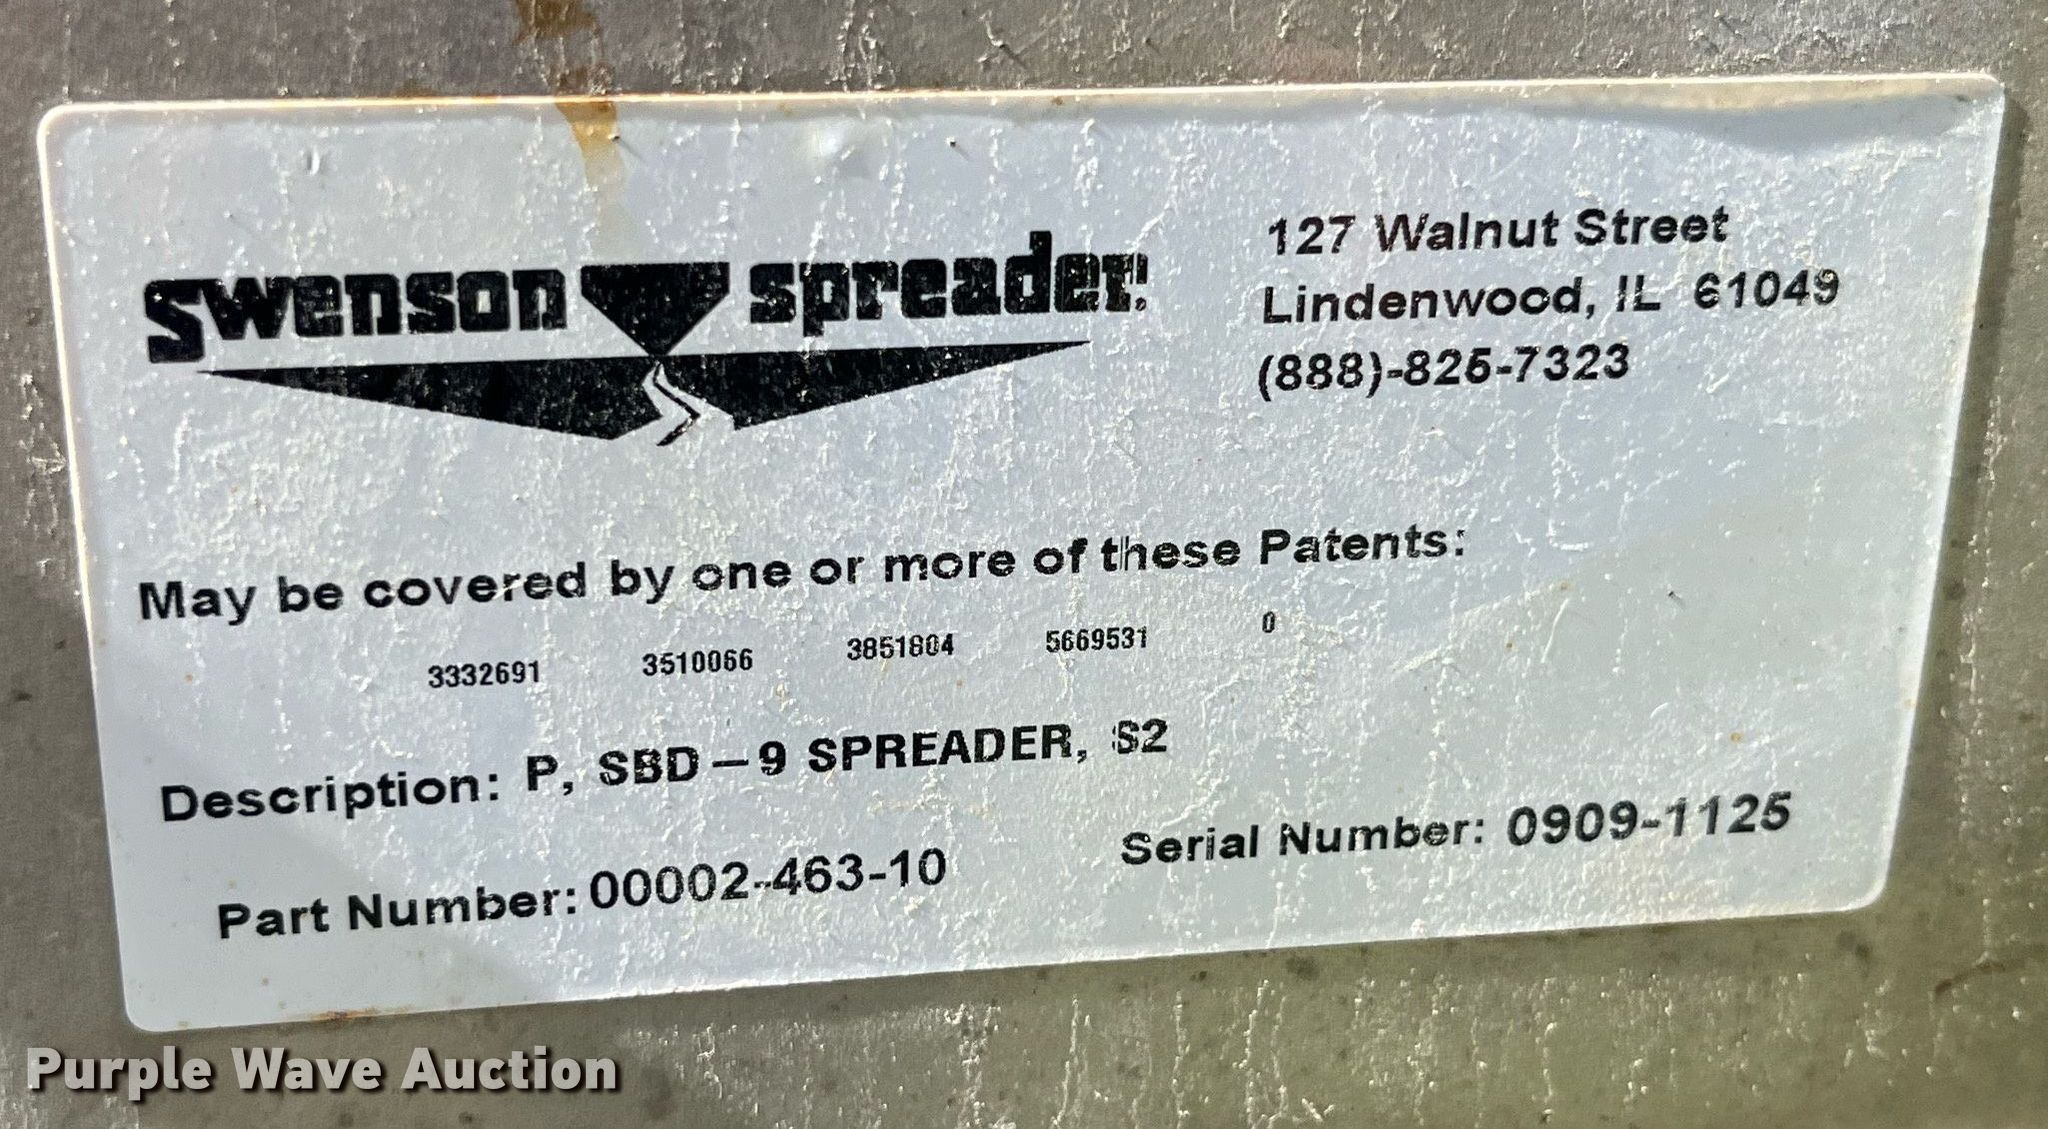 swenson spreader.
127 Walnut Street
Lindenwood, IL 61049
(888)-825-7323
May be covered by one or more of these Patents:
3332691 3510066 3851804 5669531 0
Description: P, SBD-9 SPREADER, S2
Part Number: 00002-463-10
Serial Number: 0909-1125
Purple Wave Auction